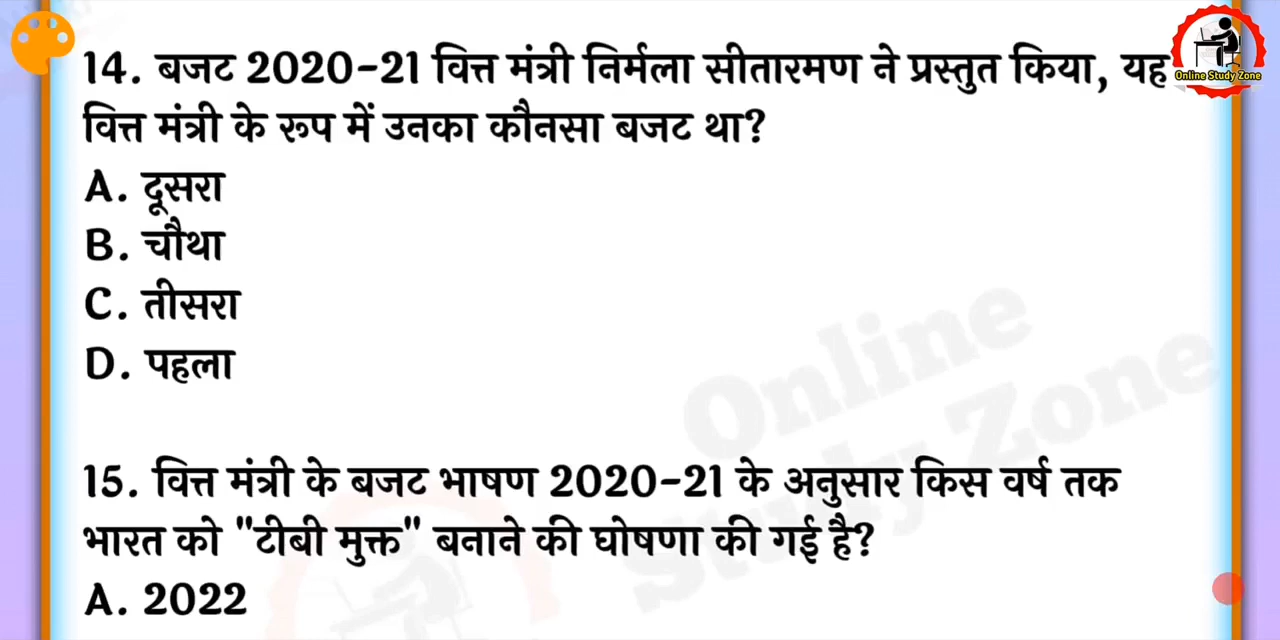 14. बजट 2020-21 वित्त मंत्री निर्मला सीतारमण ने प्रस्तुत किया, यह
वित्त मंत्री के रूप में उनका कौनसा बजट था?
A. दूसरा
B. चौथा
C. तीसरा
D. पहला
15. वित्त मंत्री के बजट भाषण 2020-21 के अनुसार किस वर्ष तक
भारत को "टीबी मुक्त" बनाने की घोषणा की गई है?
A. 2022
Online Study Zone
Online
Study Zone